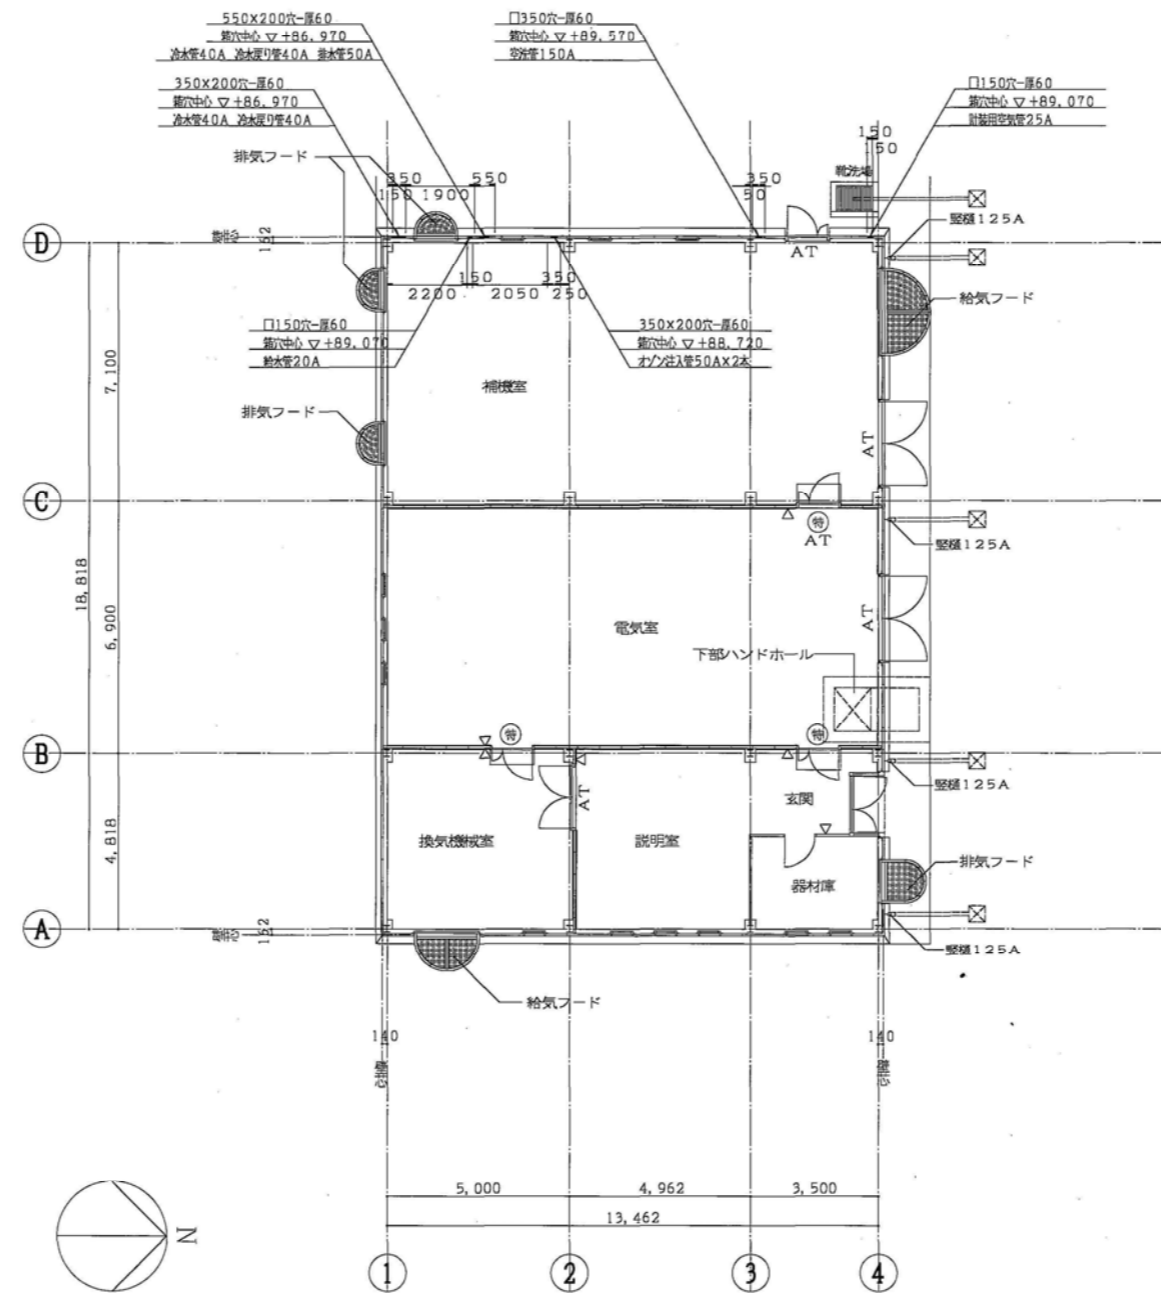 550×200穴-厚60
箱穴中心 ▽ +86,970
冷水管40A 冷水戻り管40A 排水管50A
350×200穴-厚60
箱穴中心 ▽ +86,970
冷水管40A 冷水戻り管40A
□350穴-厚60
箱穴中心 ▽ +89,570
空洗管150A
□150穴-厚60
箱穴中心 ▽ +89,070
計装用空気管25A
150
50
靴洗場
排気フード
350
550
150 1900
350
50
竪樋125A
D
152
AT
150
350
2200
2050
250
給気フード
□150穴-厚60
箱穴中心 ▽ +89,070
給水管20A
350×200穴-厚60
箱穴中心 ▽ +88,720
オゾン注入管50A×2本
7,100
補機室
排気フード
AT
C
特
AT
竪樋125A
18,818
6,900
電気室
AT
下部ハンドホール
特
特
B
AT
玄関
竪樋125A
4,818
換気機械室
説明室
器材庫
排気フード
A
152
竪樋125A
給気フード
140
140
5,000
4,962
3,500
13,462
N
1
2
3
4